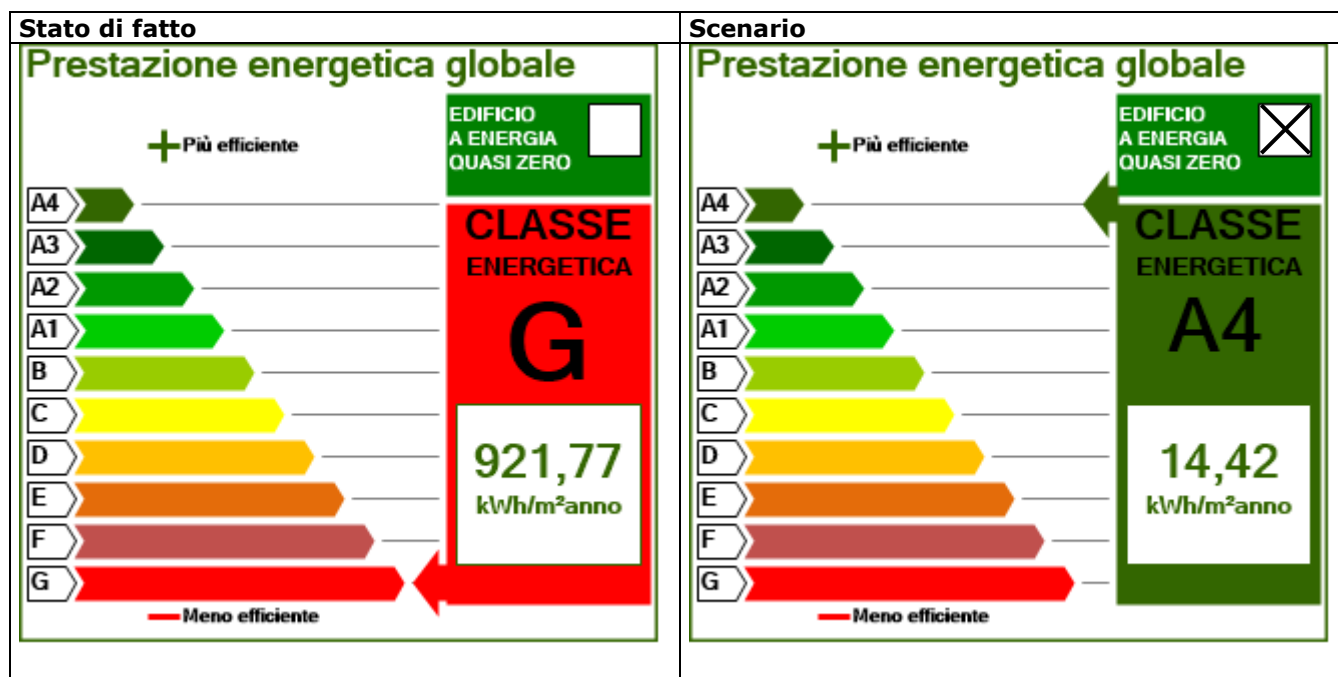 Stato di fatto
Prestazione energetica globale
EDIFICIO
A ENERGIA
QUASI ZERO
+ Più efficiente
A4
A3
A2
A1
B
C
D
E
F
G
CLASSE
ENERGETICA
G
921,77
kWh/m²anno
Meno efficiente
Scenario
Prestazione energetica globale
EDIFICIO
A ENERGIA
QUASI ZERO
+ Più efficiente
A4
A3
A2
A1
B
C
D
E
F
G
CLASSE
ENERGETICA
A4
14,42
kWh/m²anno
Meno efficiente